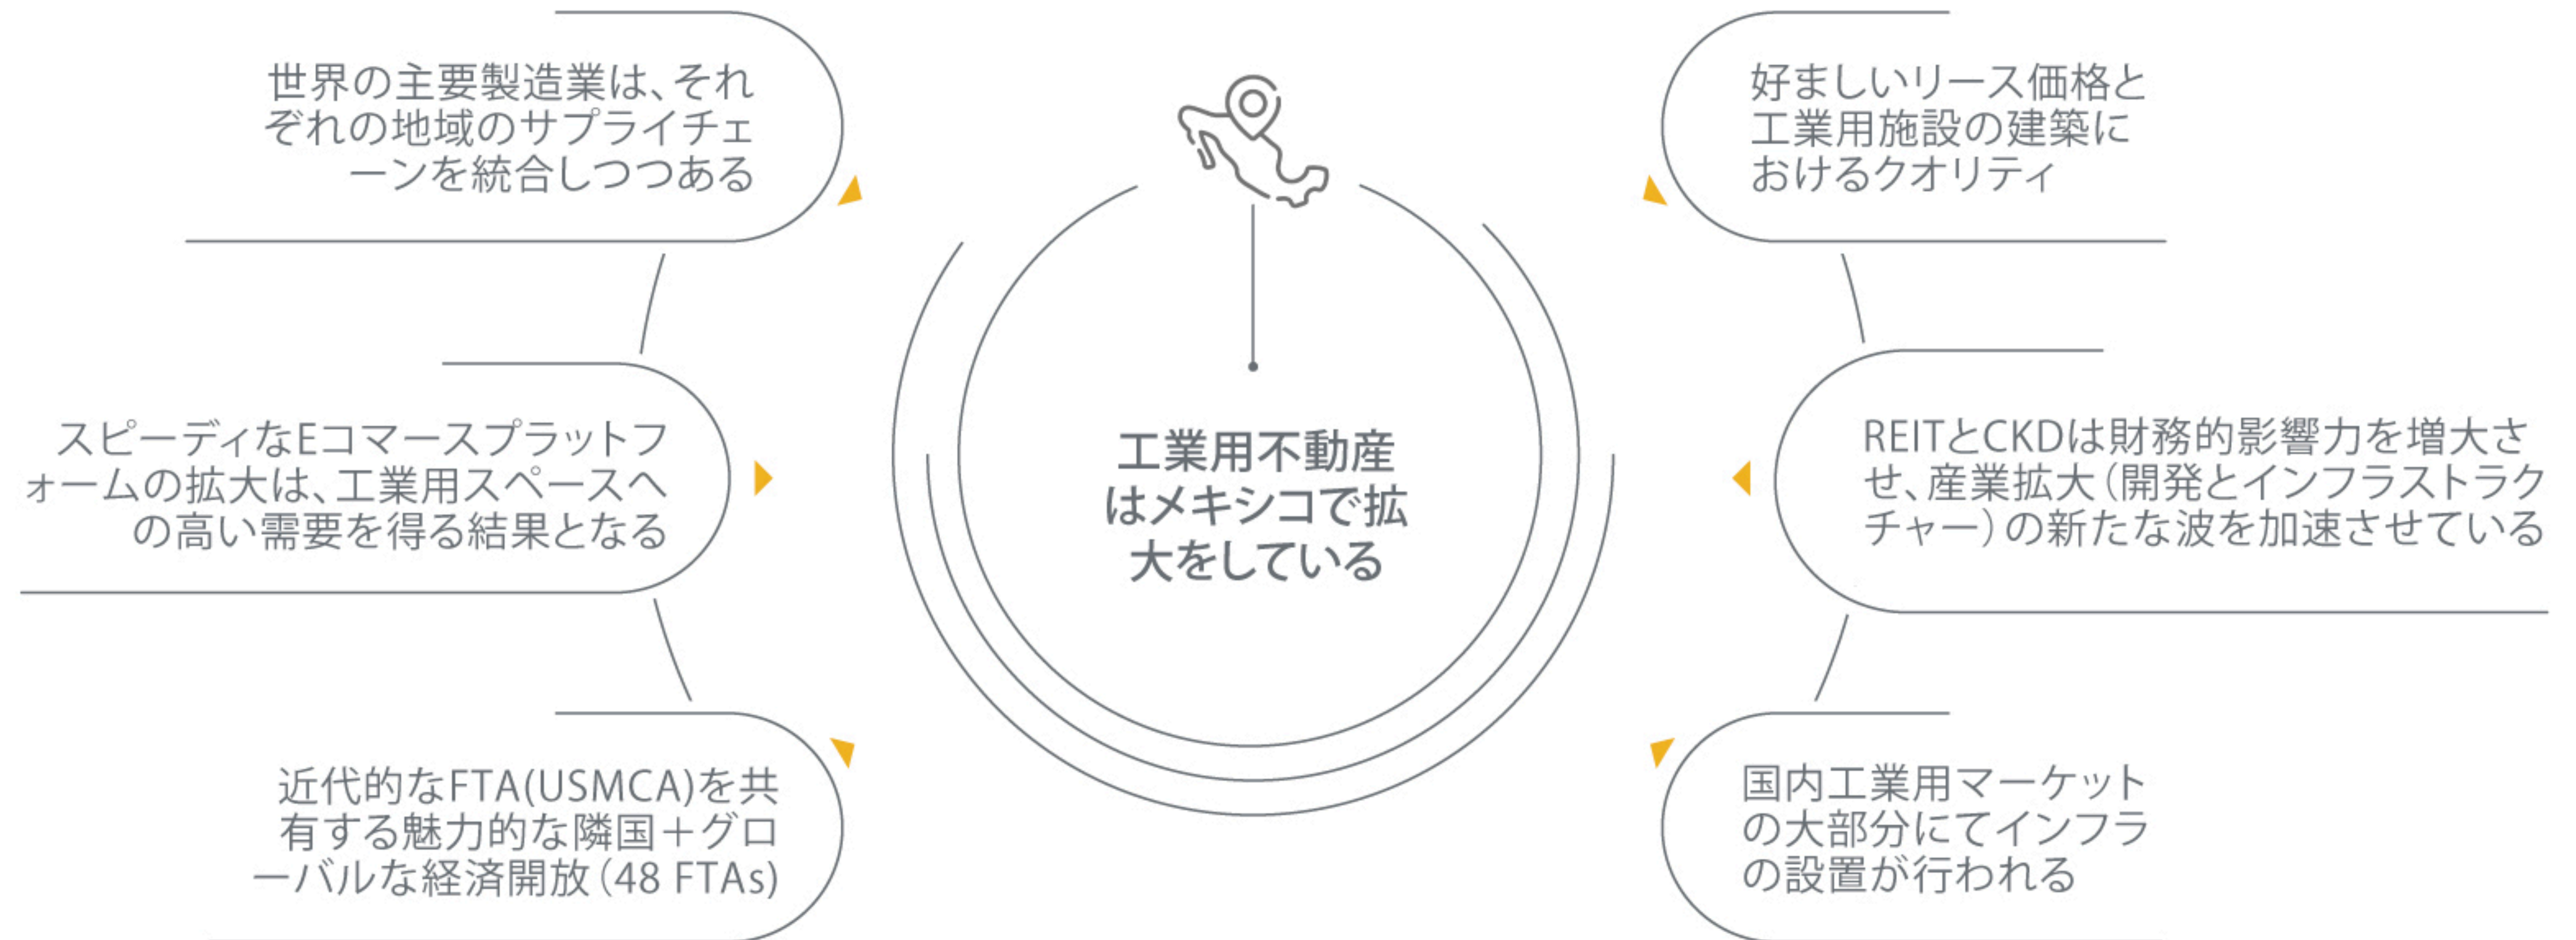 世界の主要製造業は、それ
ぞれの地域のサプライチェ
ーンを統合しつつある
スピーディなEコマースプラットフ
ォームの拡大は、工業用スペースへ
の高い需要を得る結果となる
近代的なFTA(USMCA)を共
有する魅力的な隣国＋グロ
ーバルな経済開放（48 FTAs)
工業用不動産
はメキシコで拡
大をしている
好ましいリース価格と
工業用施設の建築に
おけるクオリティ
REITとCKDは財務的影響力を増大さ
せ、産業拡大（開発とインフラストラク
チャー）の新たな波を加速させている
国内工業用マーケット
の大部分にてインフラ
の設置が行われる